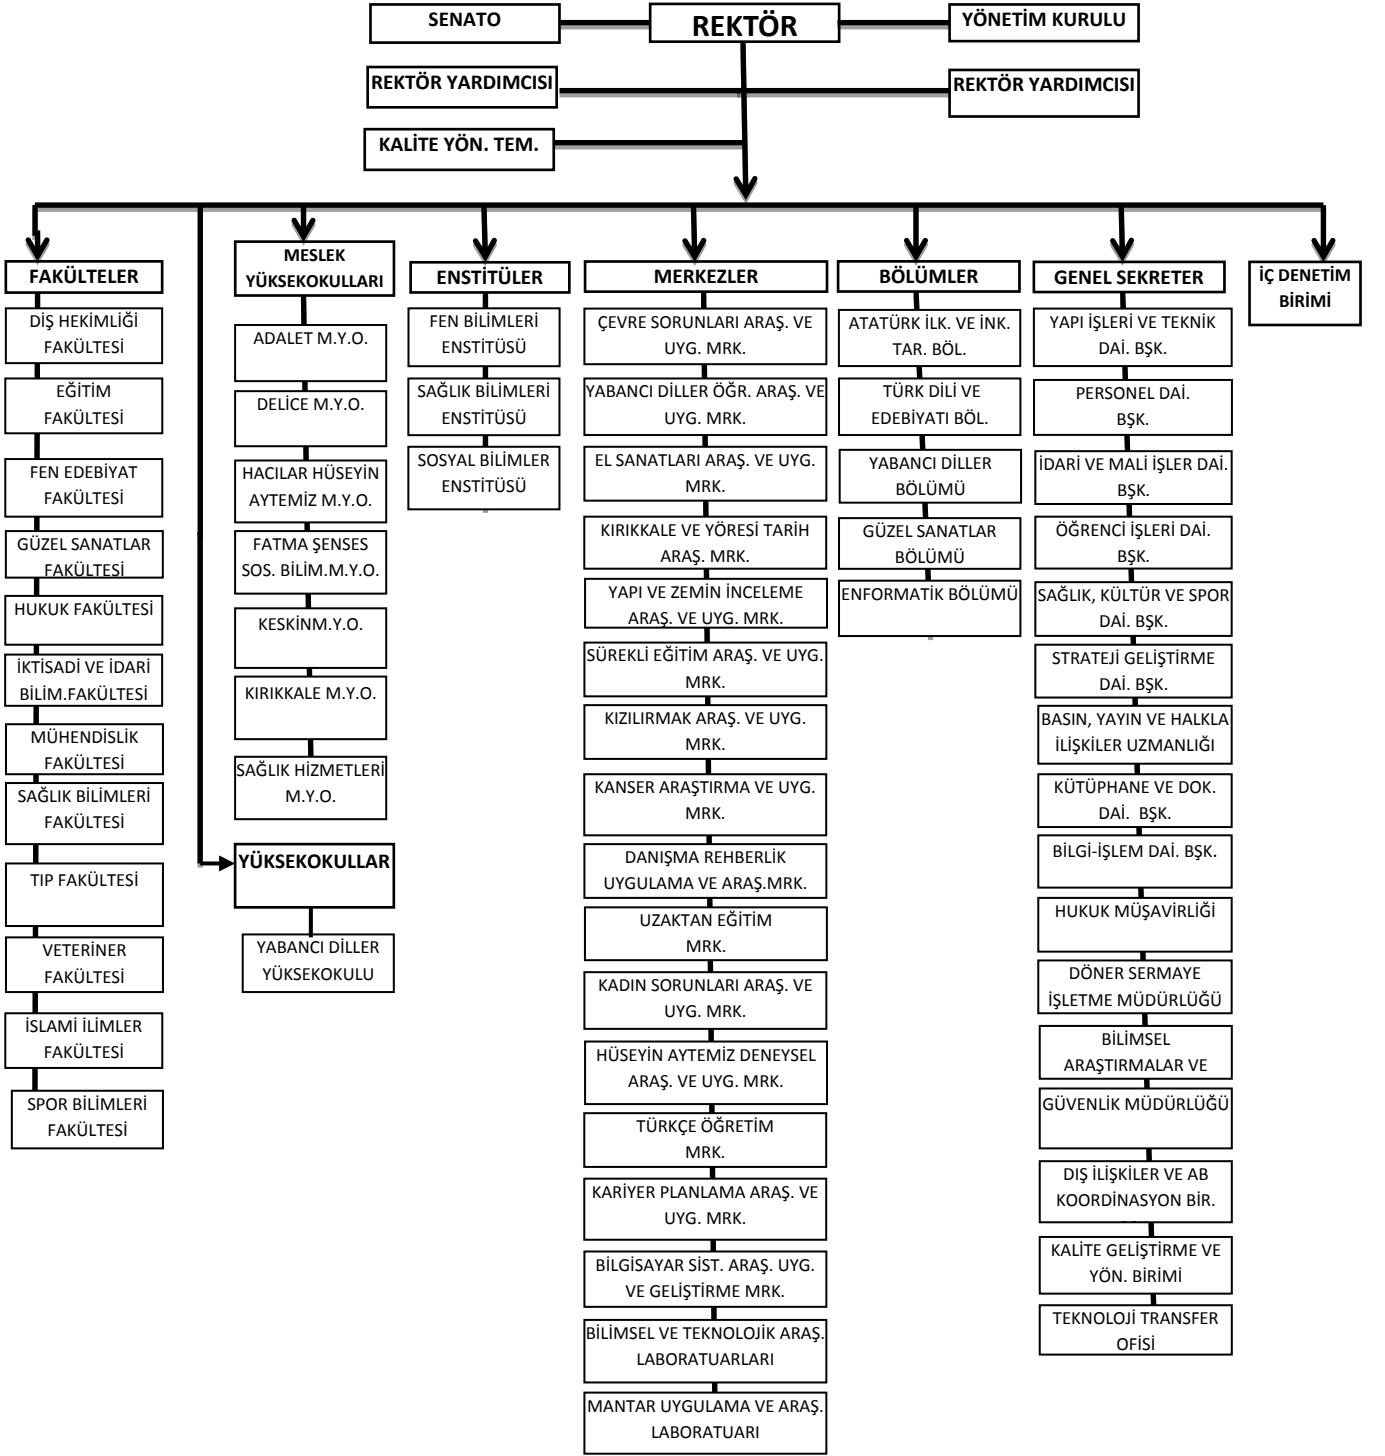 SENATO
REKTÖR
YÖNETİM KURULU
REKTÖR YARDIMCISI
REKTÖR YARDIMCISI
KALİTE YÖN. TEM.
FAKÜLTELER
DİŞ HEKİMLİĞİ
FAKÜLTESİ
EĞİTİM
FAKÜLTESİ
FEN EDEBİYAT
FAKÜLTESİ
GÜZEL SANATLAR
FAKÜLTESİ
HUKUK FAKÜLTESİ
İKTİSADİ VE İDARİ
BİLİM.FAKÜLTESİ
MÜHENDİSLİK
FAKÜLTESİ
SAĞLIK BİLİMLERİ
FAKÜLTESİ
TIP FAKÜLTESİ
VETERİNER
FAKÜLTESİ
İSLAMİ İLİMLER
FAKÜLTESİ
SPOR BİLİMLERİ
FAKÜLTESİ
MESLEK
YÜKSEKOKULLARI
ADALET M.Y.O.
DELİCE M.Y.O.
HACILAR HÜSEYİN
AYTEMİZ M.Y.O.
FATMA ŞENSES
SOS. BİLİM.M.Y.O.
KESKİNM.Y.O.
KIRIKKALE M.Y.O.
SAĞLIK HİZMETLERİ
M.Y.O.
YÜKSEKOKULLAR
YABANCI DİLLER
YÜKSEKOKULU
ENSTİTÜLER
FEN BİLİMLERİ
ENSTİTÜSÜ
SAĞLIK BİLİMLERİ
ENSTİTÜSÜ
SOSYAL BİLİMLER
ENSTİTÜSÜ
MERKEZLER
ÇEVRE SORUNLARI ARAŞ. VE
UYG. MRK.
YABANCI DİLLER ÖĞR. ARAŞ. VE
UYG. MRK.
EL SANATLARI ARAŞ. VE UYG.
MRK.
KIRIKKALE VE YÖRESİ TARİH
ARAŞ. MRK.
YAPI VE ZEMİN İNCELEME
ARAŞ. VE UYG. MRK.
SÜREKLİ EĞİTİM ARAŞ. VE UYG.
MRK.
KIZILIRMAK ARAŞ. VE UYG.
MRK.
KANSER ARAŞTIRMA VE UYG.
MRK.
DANIŞMA REHBERLİK
UYGULAMA VE ARAŞ.MRK.
UZAKTAN EĞİTİM
MRK.
KADIN SORUNLARI ARAŞ. VE
UYG. MRK.
HÜSEYİN AYTEMİZ DENEYSEL
ARAŞ. VE UYG. MRK.
TÜRKÇE ÖĞRETİM
MRK.
KARİYER PLANLAMA ARAŞ. VE
UYG. MRK.
BİLGİSAYAR SİST. ARAŞ. UYG.
VE GELİŞTİRME MRK.
BİLİMSEL VE TEKNOLOJİK ARAŞ.
LABORATUARLARI
MANTAR UYGULAMA VE ARAŞ.
LABORATUARI
BÖLÜMLER
ATATÜRK İLK. VE İNK.
TAR. BÖL.
TÜRK DİLİ VE
EDEBİYATI BÖL.
YABANCI DİLLER
BÖLÜMÜ
GÜZEL SANATLAR
BÖLÜMÜ
ENFORMATİK BÖLÜMÜ
GENEL SEKRETER
YAPI İŞLERİ VE TEKNİK
DAİ. BŞK.
PERSONEL DAİ.
BŞK.
İDARİ VE MALİ İŞLER DAİ.
BŞK.
ÖĞRENCİ İŞLERİ DAİ.
BŞK.
SAĞLIK, KÜLTÜR VE SPOR
DAİ. BŞK.
STRATEJİ GELİŞTİRME
DAİ. BŞK.
BASIN, YAYIN VE HALKLA
İLİŞKİLER UZMANLIĞI
KÜTÜPHANE VE DOK.
DAİ. BŞK.
BİLGİ-İŞLEM DAİ. BŞK.
HUKUK MÜŞAVİRLİĞİ
DÖNER SERMAYE
İŞLETME MÜDÜRLÜĞÜ
BİLİMSEL
ARAŞTIRMALAR VE
GÜVENLİK MÜDÜRLÜĞÜ
DIŞ İLİŞKİLER VE AB
KOORDİNASYON BİR.
KALİTE GELİŞTİRME VE
YÖN. BİRİMİ
TEKNOLOJİ TRANSFER
OFİSİ
İÇ DENETİM
BİRİMİ